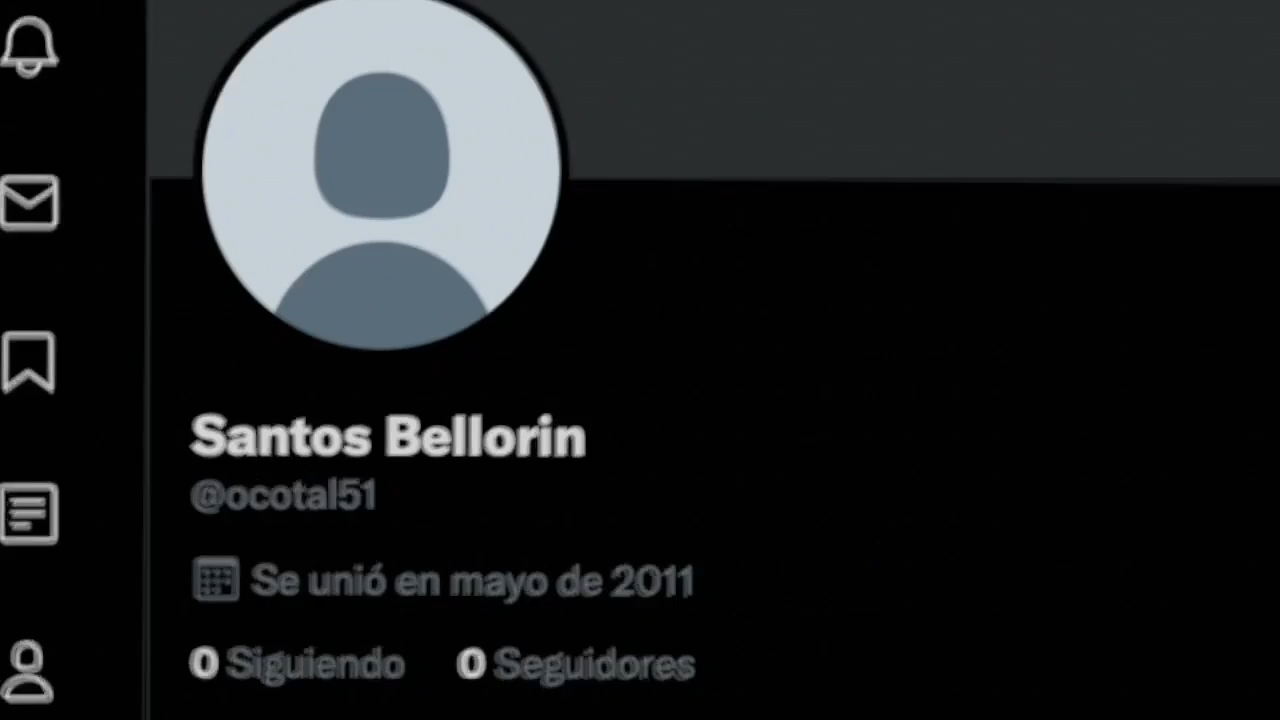 Santos Bellorin
@ocotal51
Se unió en mayo de 2011
0 Siguiendo 0 Seguidores